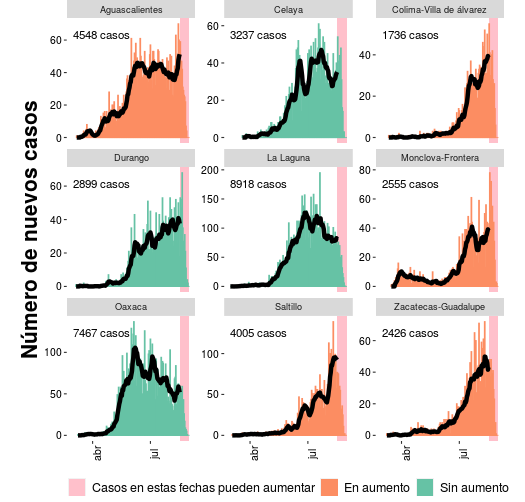 Número de nuevos casos
Aguascalientes
4548 casos
60
40
20
0
Celaya
3237 casos
60
40
20
0
Colima-Villa de álvarez
1736 casos
40
20
0
Durango
2899 casos
60
40
20
0
La Laguna
8918 casos
200
150
100
50
0
Monclova-Frontera
2555 casos
80
60
40
20
0
Oaxaca
7467 casos
100
50
0
abr
jul
Saltillo
4005 casos
100
50
0
abr
jul
Zacatecas-Guadalupe
2426 casos
60
40
20
0
abr
jul
Casos en estas fechas pueden aumentar
En aumento
Sin aumento